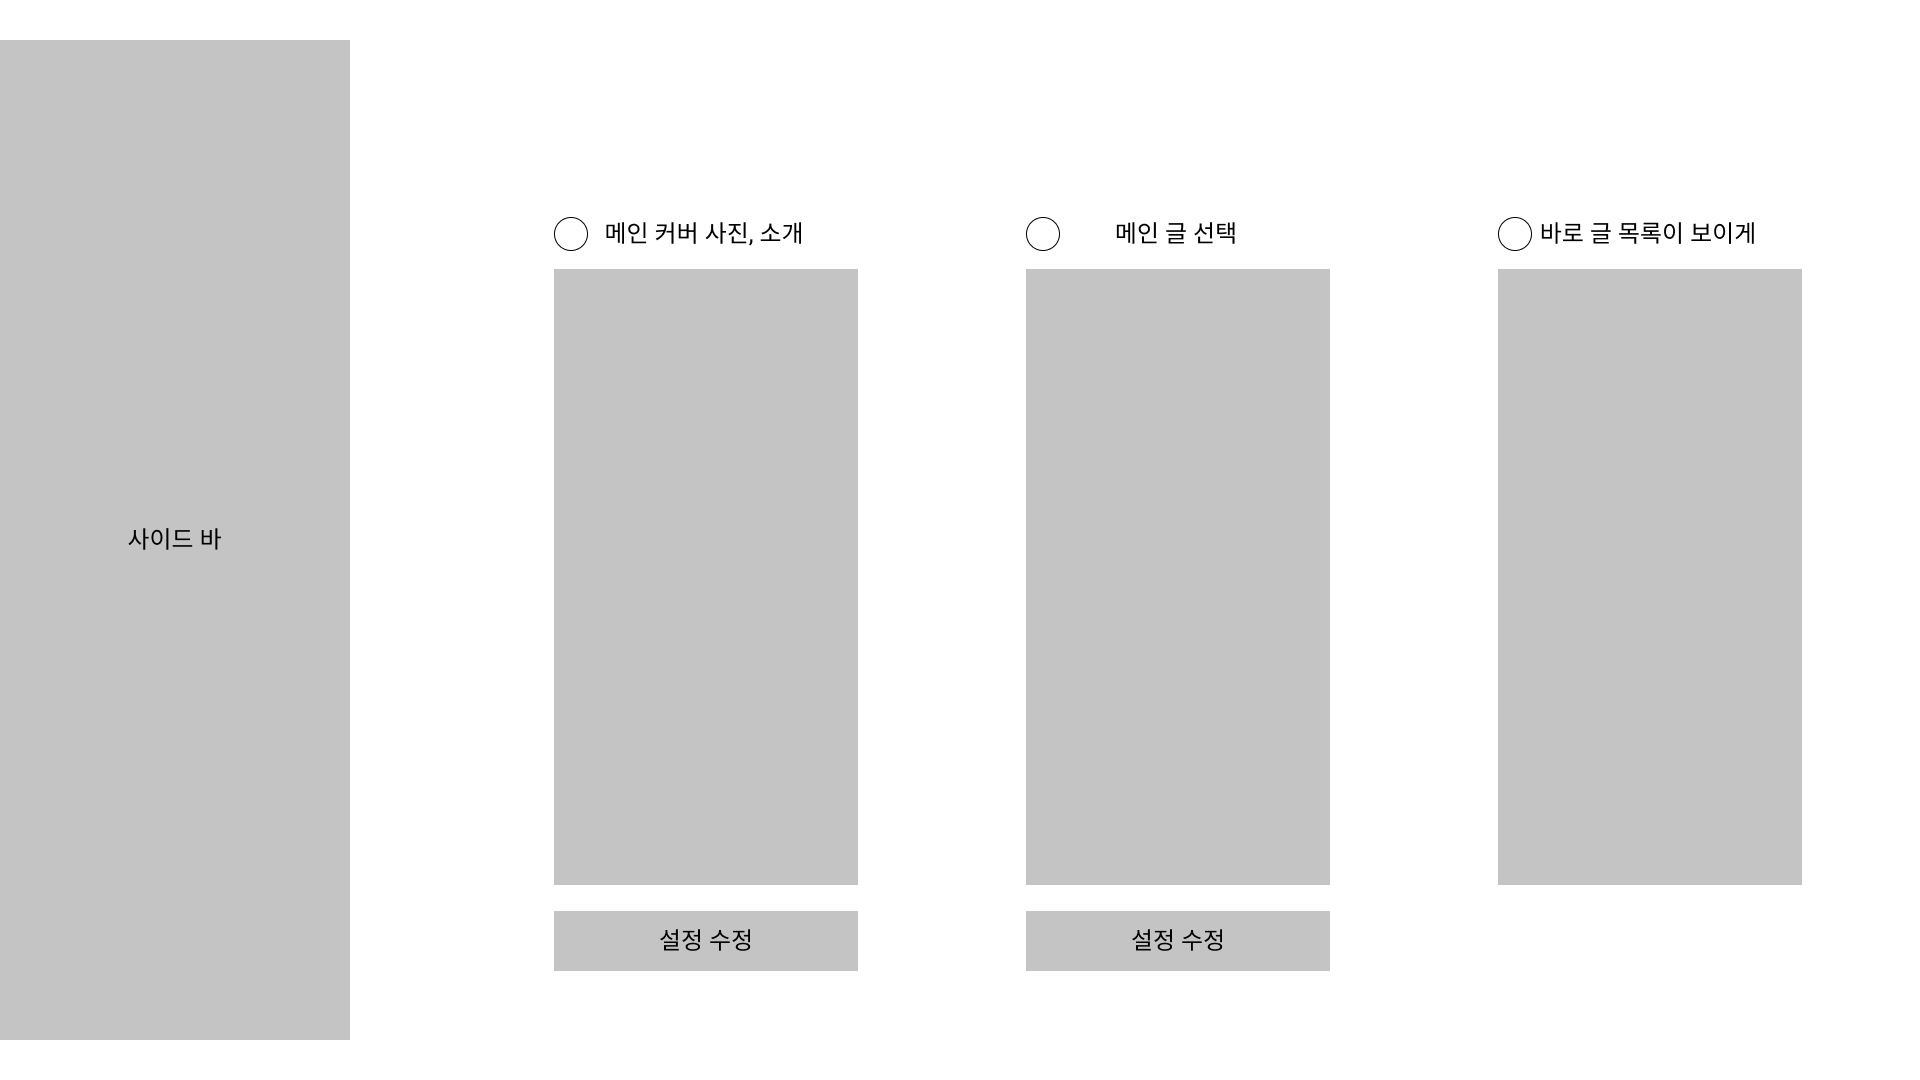 메인 커버 사진, 소개
메인 글 선택
바로 글 목록이 보이게
사이드 바
설정 수정
설정 수정